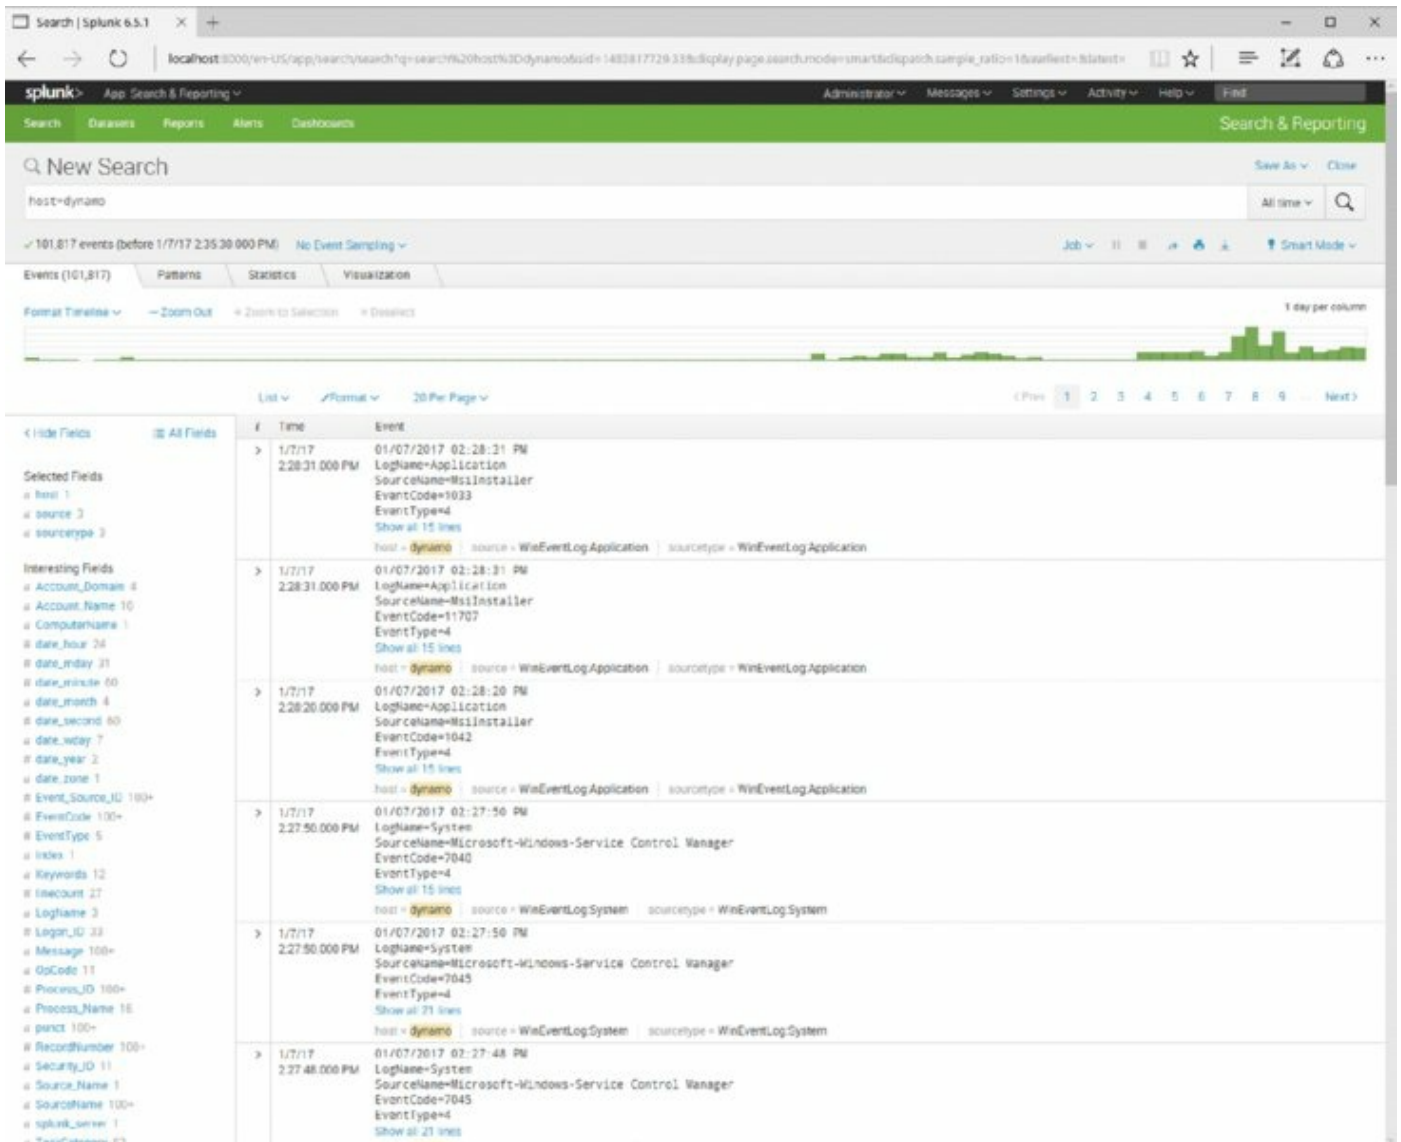 Search | Splunk 6.5.1
splunk> App: Search & Reporting Administrator Messages Settings Activity Help Find
Search Datasets Reports Alerts Dashboards Search & Reporting
New Search Save As Close
host=dynamo All time
101,817 events (before 1/7/17 2:35:30.000 PM) No Event Sampling Job Smart Mode
Events (101,817) Patterns Statistics Visualization
Format Timeline — Zoom Out + Zoom to Selection × Deselect 1 day per column
List Format 20 Per Page < Prev 1 2 3 4 5 6 7 8 9 ... Next >
< Hide Fields All Fields
Selected Fields
a host 1
a source 3
a sourcetype 3
Interesting Fields
a Account_Domain 4
a Account_Name 10
a ComputerName 1
# date_hour 24
# date_mday 31
# date_minute 60
a date_month 4
# date_second 60
a date_wday 7
# date_year 2
a date_zone 1
# Event_Source_ID 100+
# EventCode 100+
# EventType 5
a index 1
a Keywords 12
# linecount 27
a LogName 3
# Logon_ID 33
a Message 100+
a OpCode 11
# Process_ID 100+
a Process_Name 16
a punct 100+
# RecordNumber 100+
a Security_ID 11
a Source_Name 1
a SourceName 100+
a splunk_server 1
i Time Event
> 1/7/17 2:28:31.000 PM
01/07/2017 02:28:31 PM
LogName=Application
SourceName=MsiInstaller
EventCode=1033
EventType=4
Show all 15 lines
host = dynamo source = WinEventLog:Application sourcetype = WinEventLog:Application
> 1/7/17 2:28:31.000 PM
01/07/2017 02:28:31 PM
LogName=Application
SourceName=MsiInstaller
EventCode=11707
EventType=4
Show all 15 lines
host = dynamo source = WinEventLog:Application sourcetype = WinEventLog:Application
> 1/7/17 2:28:20.000 PM
01/07/2017 02:28:20 PM
LogName=Application
SourceName=MsiInstaller
EventCode=1042
EventType=4
Show all 15 lines
host = dynamo source = WinEventLog:Application sourcetype = WinEventLog:Application
> 1/7/17 2:27:50.000 PM
01/07/2017 02:27:50 PM
LogName=System
SourceName=Microsoft-Windows-Service Control Manager
EventCode=7040
EventType=4
Show all 15 lines
host = dynamo source = WinEventLog:System sourcetype = WinEventLog:System
> 1/7/17 2:27:50.000 PM
01/07/2017 02:27:50 PM
LogName=System
SourceName=Microsoft-Windows-Service Control Manager
EventCode=7045
EventType=4
Show all 21 lines
host = dynamo source = WinEventLog:System sourcetype = WinEventLog:System
> 1/7/17 2:27:48.000 PM
01/07/2017 02:27:48 PM
LogName=System
SourceName=Microsoft-Windows-Service Control Manager
EventCode=7045
EventType=4
Show all 21 lines